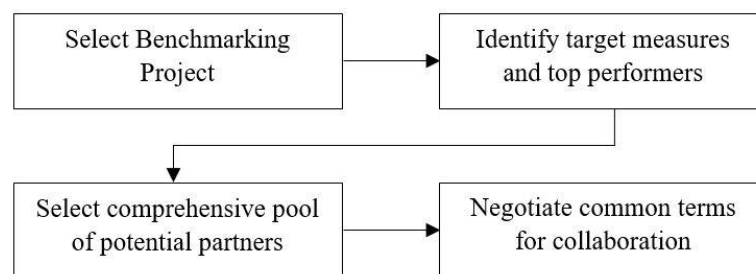 Select Benchmarking
Project
Identify target measures
and top performers
Select comprehensive pool
of potential partners
Negotiate common terms
for collaboration